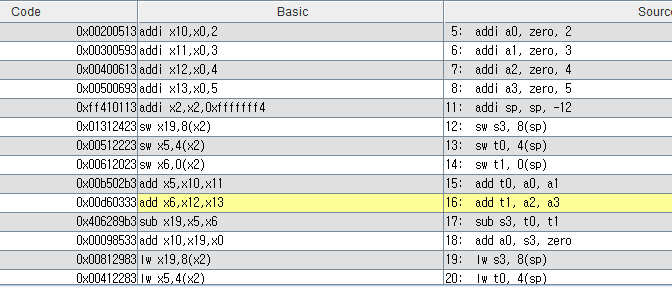 Code Basic Sourc
0x00200513 addi x10,x0,2 5: addi a0, zero, 2
0x00300593 addi x11,x0,3 6: addi a1, zero, 3
0x00400613 addi x12,x0,4 7: addi a2, zero, 4
0x00500693 addi x13,x0,5 8: addi a3, zero, 5
0xff410113 addi x2,x2,0xfffffff4 11: addi sp, sp, -12
0x01312423 sw x19,8(x2) 12: sw s3, 8(sp)
0x00512223 sw x5,4(x2) 13: sw t0, 4(sp)
0x00612023 sw x6,0(x2) 14: sw t1, 0(sp)
0x00b502b3 add x5,x10,x11 15: add t0, a0, a1
0x00d60333 add x6,x12,x13 16: add t1, a2, a3
0x406289b3 sub x19,x5,x6 17: sub s3, t0, t1
0x00098533 add x10,x19,x0 18: add a0, s3, zero
0x00812983 lw x19,8(x2) 19: lw s3, 8(sp)
0x00412283 lw x5,4(x2) 20: lw t0, 4(sp)